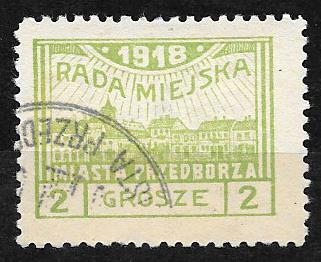 1918
RADA MIEJSKA
MIASTA PRZEDBORZA
2 GROSZE 2